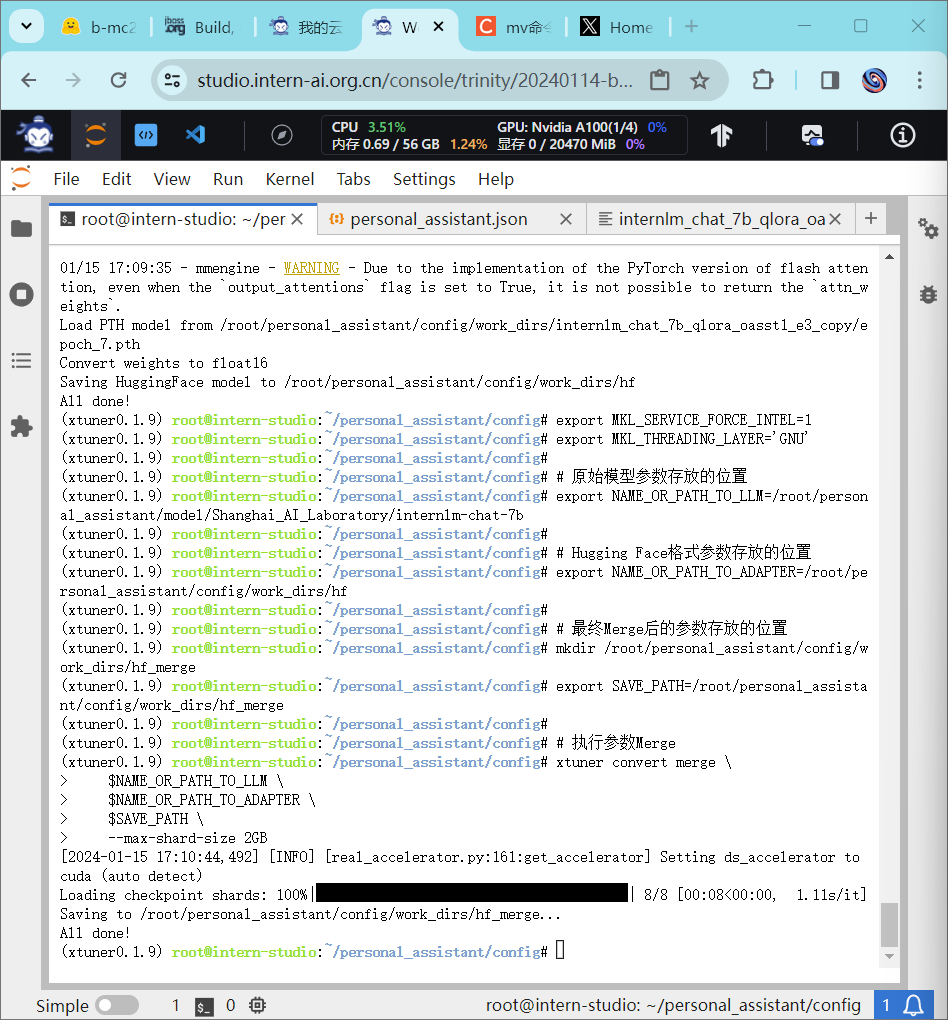 b-mc2
jboss.org Build,
我的云
W
mv命令
Home
studio.intern-ai.org.cn/console/trinity/20240114-b...
CPU 3.51% GPU: Nvidia A100(1/4) 0%
内存 0.69 / 56 GB 1.24% 显存 0 / 20470 MiB 0%
File Edit View Run Kernel Tabs Settings Help
root@intern-studio: ~/per
personal_assistant.json
internlm_chat_7b_qlora_oa
01/15 17:09:35 - mmengine - WARNING - Due to the implementation of the PyTorch version of flash atten
tion, even when the `output_attentions` flag is set to True, it is not possible to return the `attn_w
eights`.
Load PTH model from /root/personal_assistant/config/work_dirs/internlm_chat_7b_qlora_oasst1_e3_copy/e
poch_7.pth
Convert weights to float16
Saving HuggingFace model to /root/personal_assistant/config/work_dirs/hf
All done!
(xtuner0.1.9) root@intern-studio:~/personal_assistant/config# export MKL_SERVICE_FORCE_INTEL=1
(xtuner0.1.9) root@intern-studio:~/personal_assistant/config# export MKL_THREADING_LAYER='GNU'
(xtuner0.1.9) root@intern-studio:~/personal_assistant/config#
(xtuner0.1.9) root@intern-studio:~/personal_assistant/config# # 原始模型参数存放的位置
(xtuner0.1.9) root@intern-studio:~/personal_assistant/config# export NAME_OR_PATH_TO_LLM=/root/person
al_assistant/model/Shanghai_AI_Laboratory/internlm-chat-7b
(xtuner0.1.9) root@intern-studio:~/personal_assistant/config#
(xtuner0.1.9) root@intern-studio:~/personal_assistant/config# # Hugging Face格式参数存放的位置
(xtuner0.1.9) root@intern-studio:~/personal_assistant/config# export NAME_OR_PATH_TO_ADAPTER=/root/pe
rsonal_assistant/config/work_dirs/hf
(xtuner0.1.9) root@intern-studio:~/personal_assistant/config#
(xtuner0.1.9) root@intern-studio:~/personal_assistant/config# # 最终Merge后的参数存放的位置
(xtuner0.1.9) root@intern-studio:~/personal_assistant/config# mkdir /root/personal_assistant/config/w
ork_dirs/hf_merge
(xtuner0.1.9) root@intern-studio:~/personal_assistant/config# export SAVE_PATH=/root/personal_assista
nt/config/work_dirs/hf_merge
(xtuner0.1.9) root@intern-studio:~/personal_assistant/config#
(xtuner0.1.9) root@intern-studio:~/personal_assistant/config# # 执行参数Merge
(xtuner0.1.9) root@intern-studio:~/personal_assistant/config# xtuner convert merge \
> $NAME_OR_PATH_TO_LLM \
> $NAME_OR_PATH_TO_ADAPTER \
> $SAVE_PATH \
> --max-shard-size 2GB
[2024-01-15 17:10:44,492] [INFO] [real_accelerator.py:161:get_accelerator] Setting ds_accelerator to
cuda (auto detect)
Loading checkpoint shards: 100%|██████████| 8/8 [00:08<00:00, 1.11s/it]
Saving to /root/personal_assistant/config/work_dirs/hf_merge...
All done!
(xtuner0.1.9) root@intern-studio:~/personal_assistant/config#
Simple 1 0 root@intern-studio: ~/personal_assistant/config 1